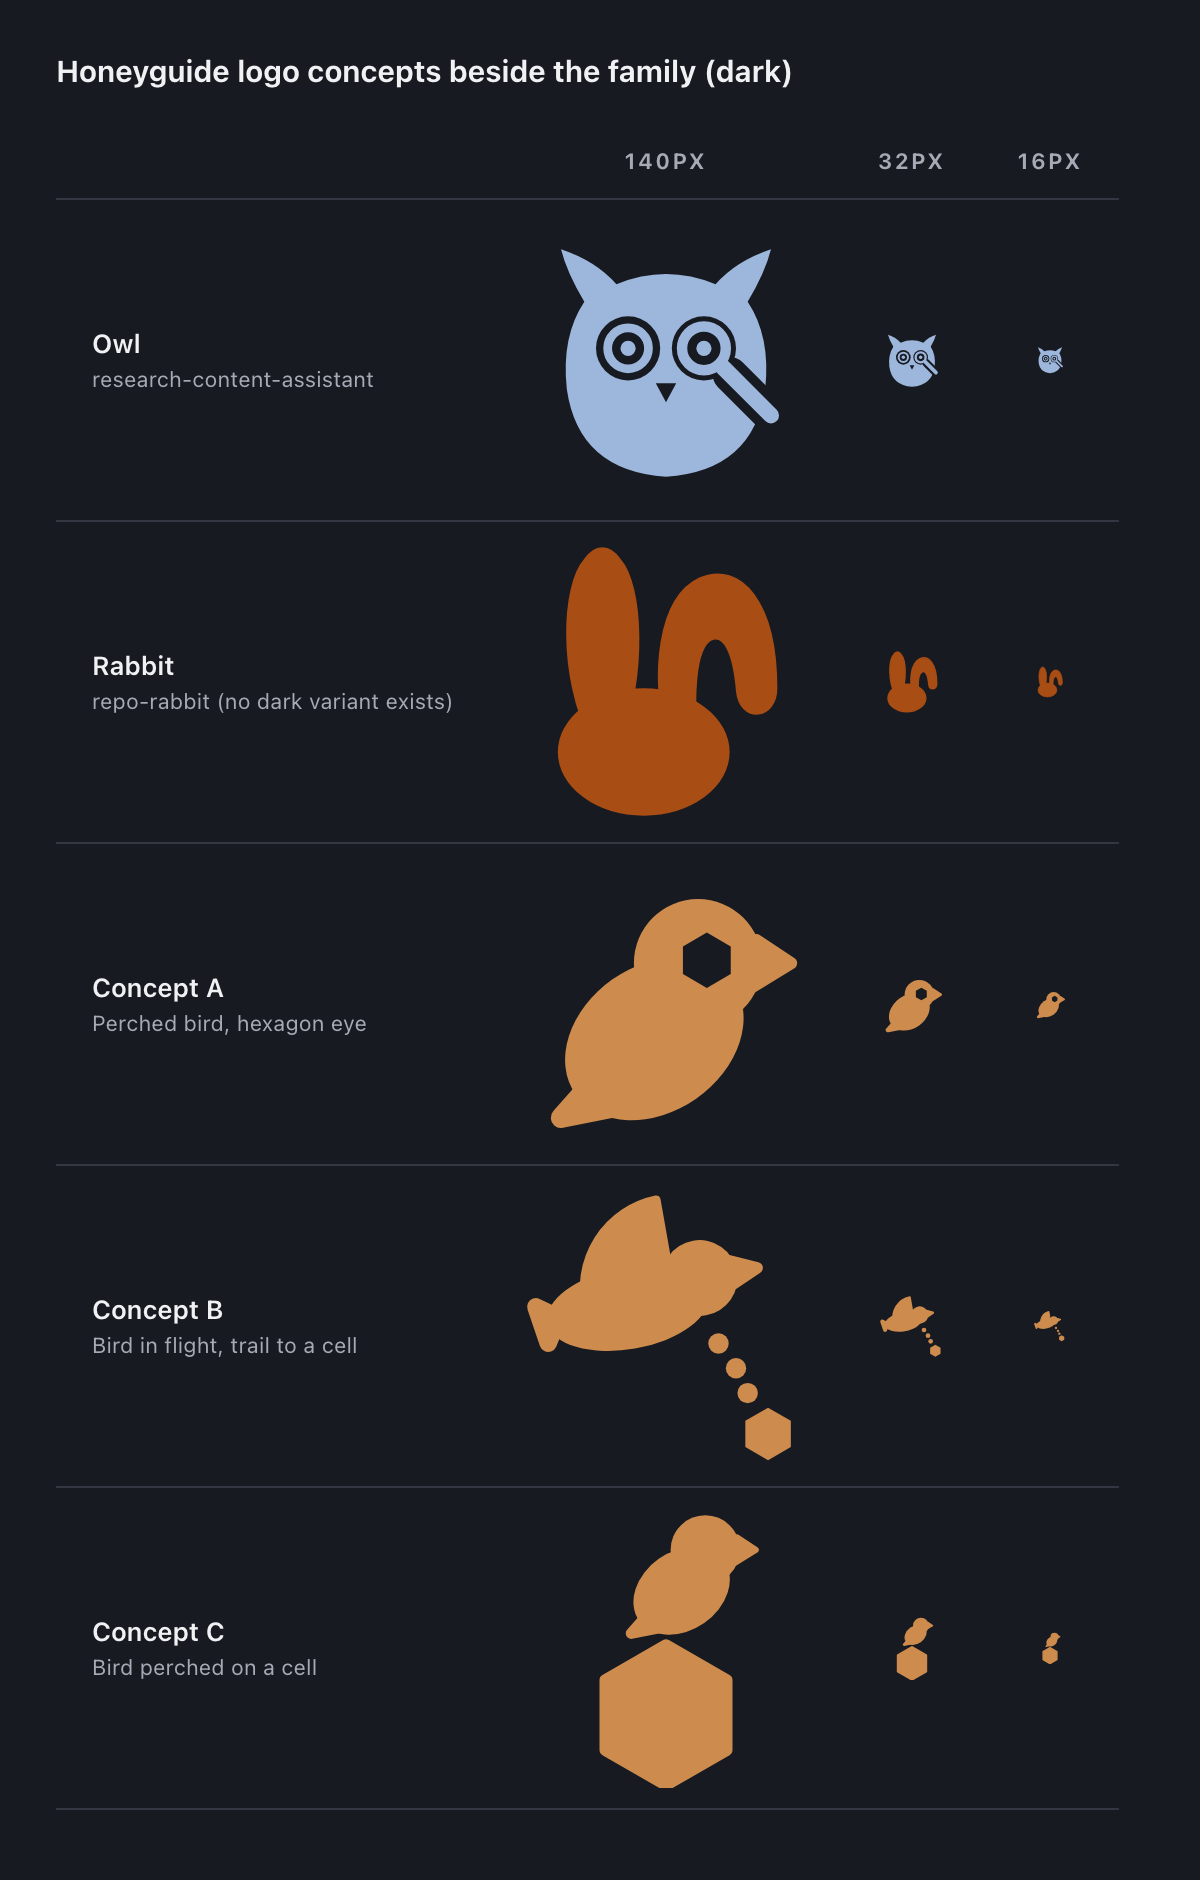 Honeyguide logo concepts beside the family (dark)
140PX 32PX 16PX
Owl
research-content-assistant
Rabbit
repo-rabbit (no dark variant exists)
Concept A
Perched bird, hexagon eye
Concept B
Bird in flight, trail to a cell
Concept C
Bird perched on a cell